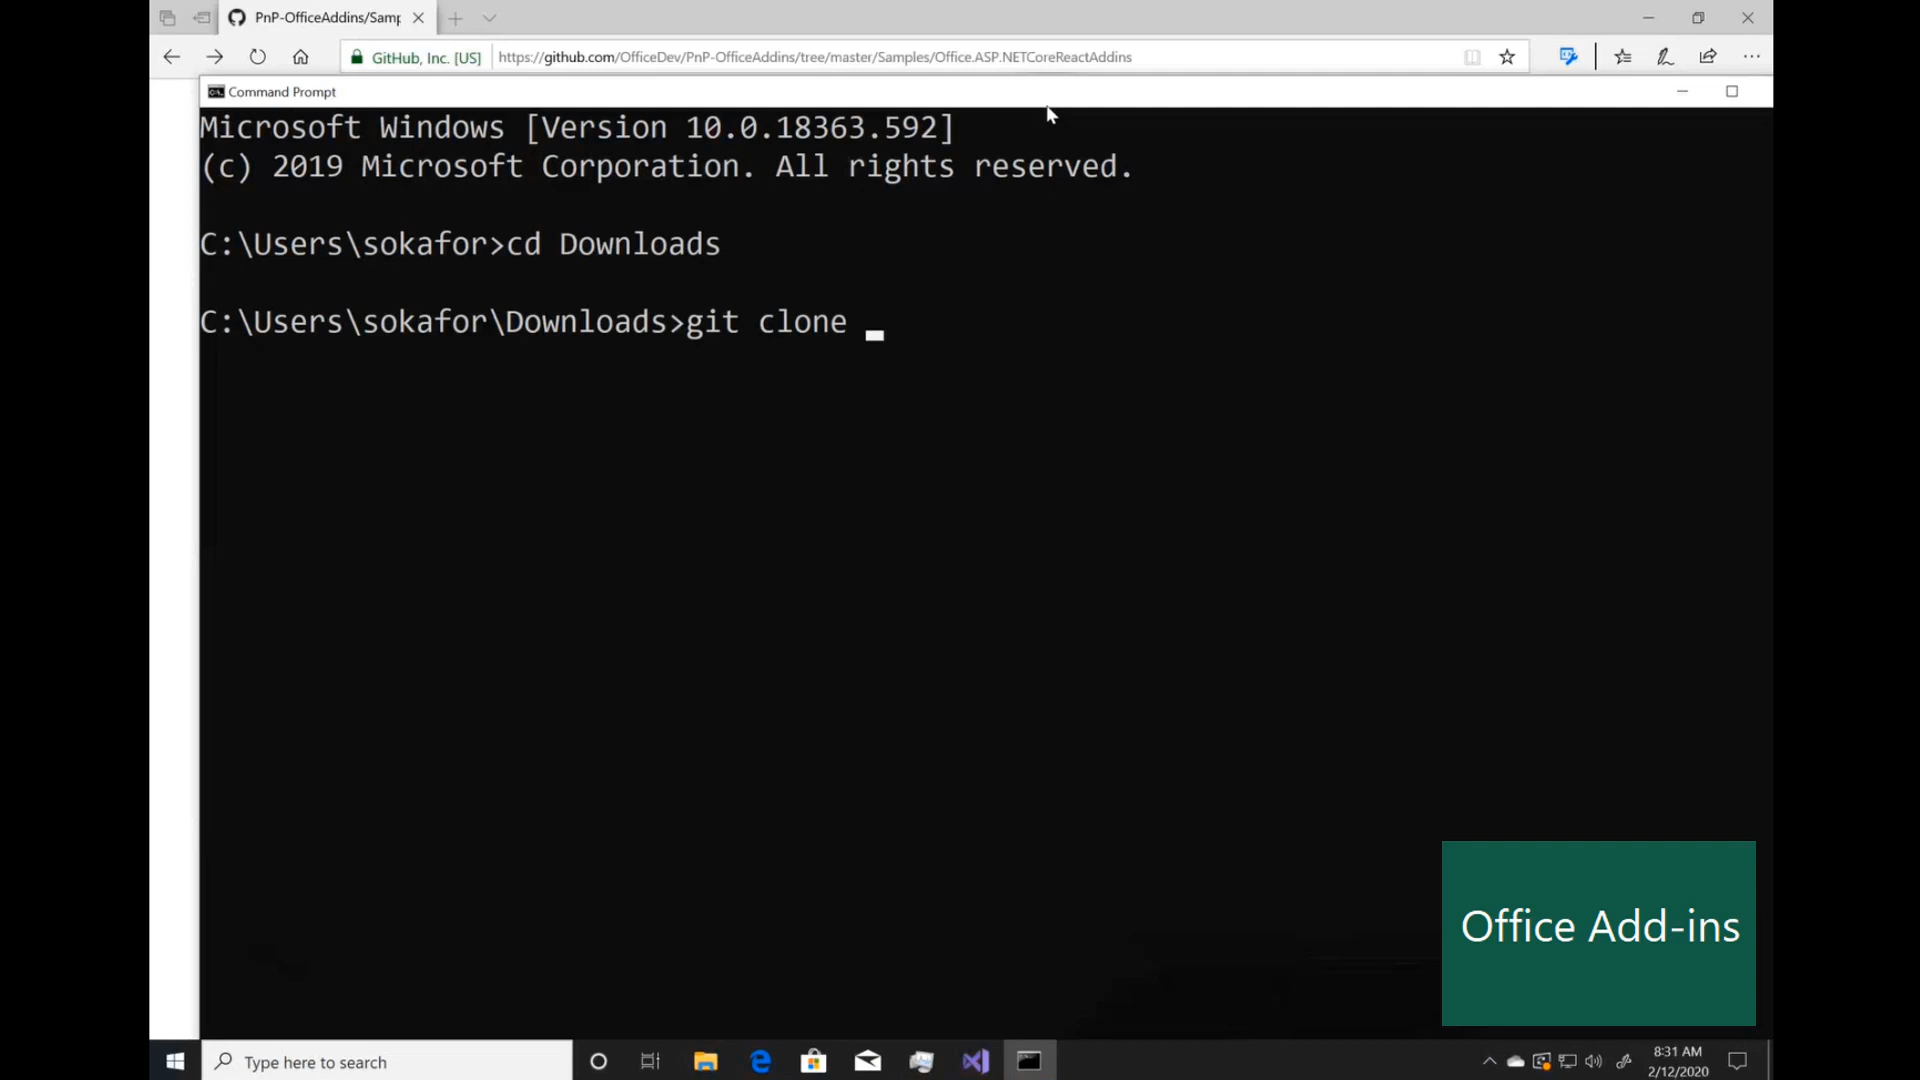 PnP-OfficeAddins/Samp
GitHub, Inc. [US]
https://github.com/OfficeDev/PnP-OfficeAddins/tree/master/Samples/Office.ASP.NETCoreReactAddins
Command Prompt
Microsoft Windows [Version 10.0.18363.592]
(c) 2019 Microsoft Corporation. All rights reserved.
C:\Users\sokafor>cd Downloads
C:\Users\sokafor\Downloads>git clone
Office Add-ins
Type here to search
8:31 AM
2/12/2020